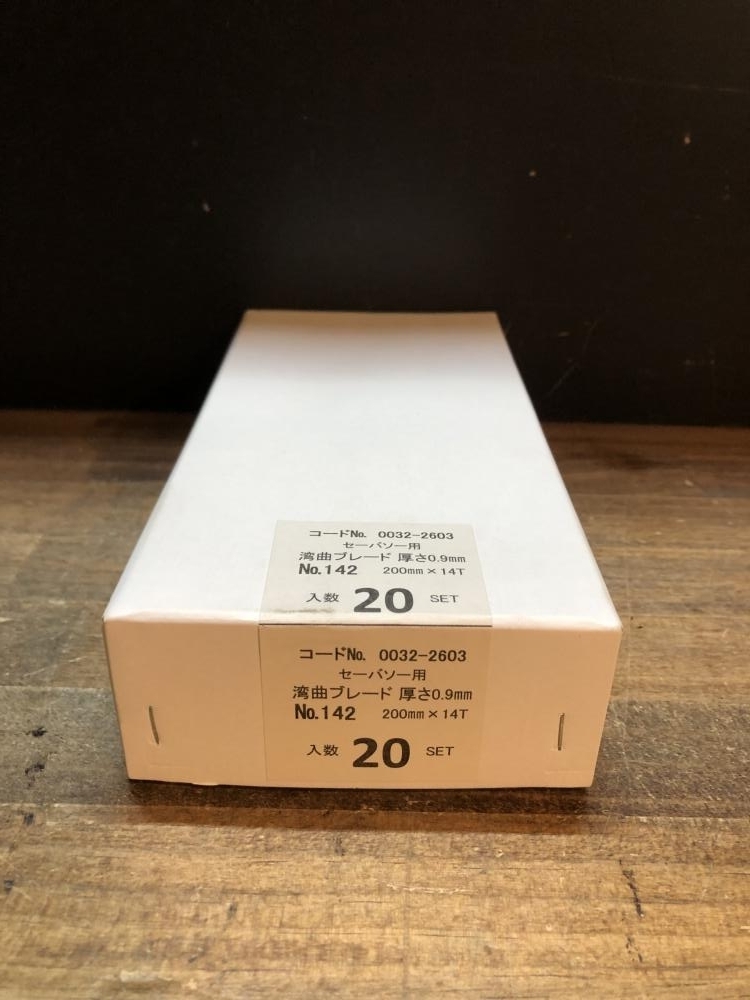 コードNo. 0032-2603
セーバソー用
湾曲ブレード 厚さ0.9mm
No.142 200mm×14T
入数 20 SET
コードNo. 0032-2603
セーバソー用
湾曲ブレード 厚さ0.9mm
No.142 200mm×14T
入数 20 SET